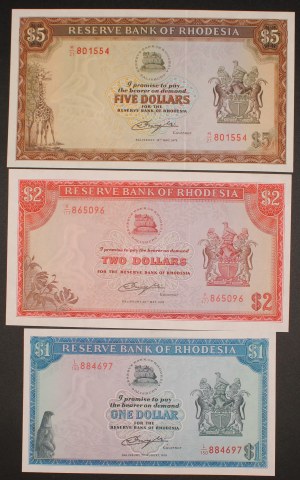 RESERVE BANK OF RHODESIA
$5
$5
801554
I promise to pay
the bearer on demand
FIVE DOLLARS
FOR THE
RESERVE BANK OF RHODESIA
801554
$5
RESERVE BANK OF RHODESIA
$2
$2
865096
I promise to pay the bearer on demand
TWO DOLLARS
FOR THE RESERVE BANK OF RHODESIA
865096
$2
RESERVE BANK OF RHODESIA
$1
$1
884697
I promise to pay
the bearer on demand
ONE DOLLAR
FOR THE
RESERVE BANK OF RHODESIA
884697
$1